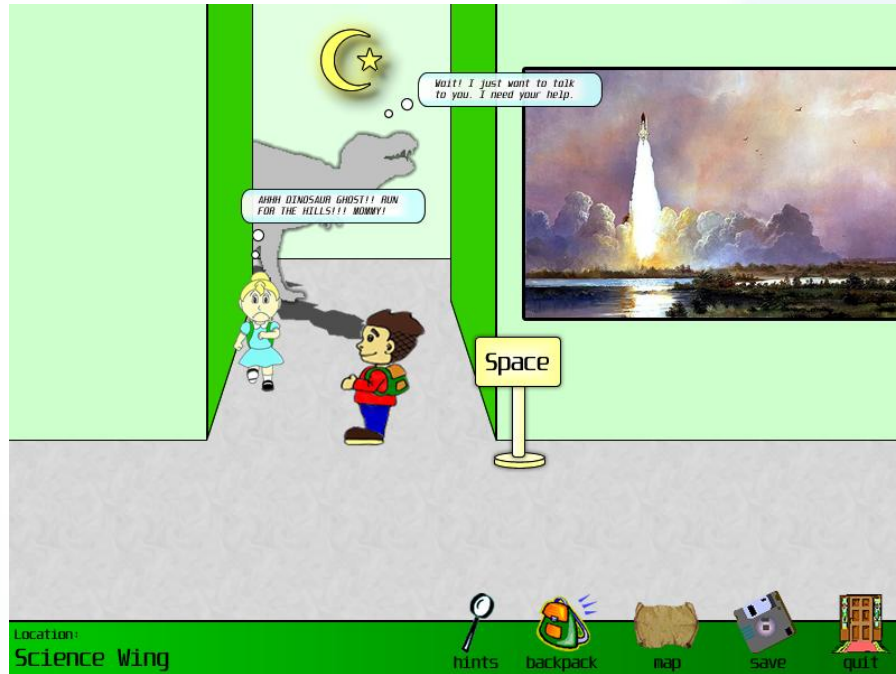 Wait! I just want to talk
to you. I need your help.
AHHH DINOSAUR GHOST!! RUN
FOR THE HILLS!!! MOMMY!
Space
Location:
Science Wing
hints
backpack
map
save
quit